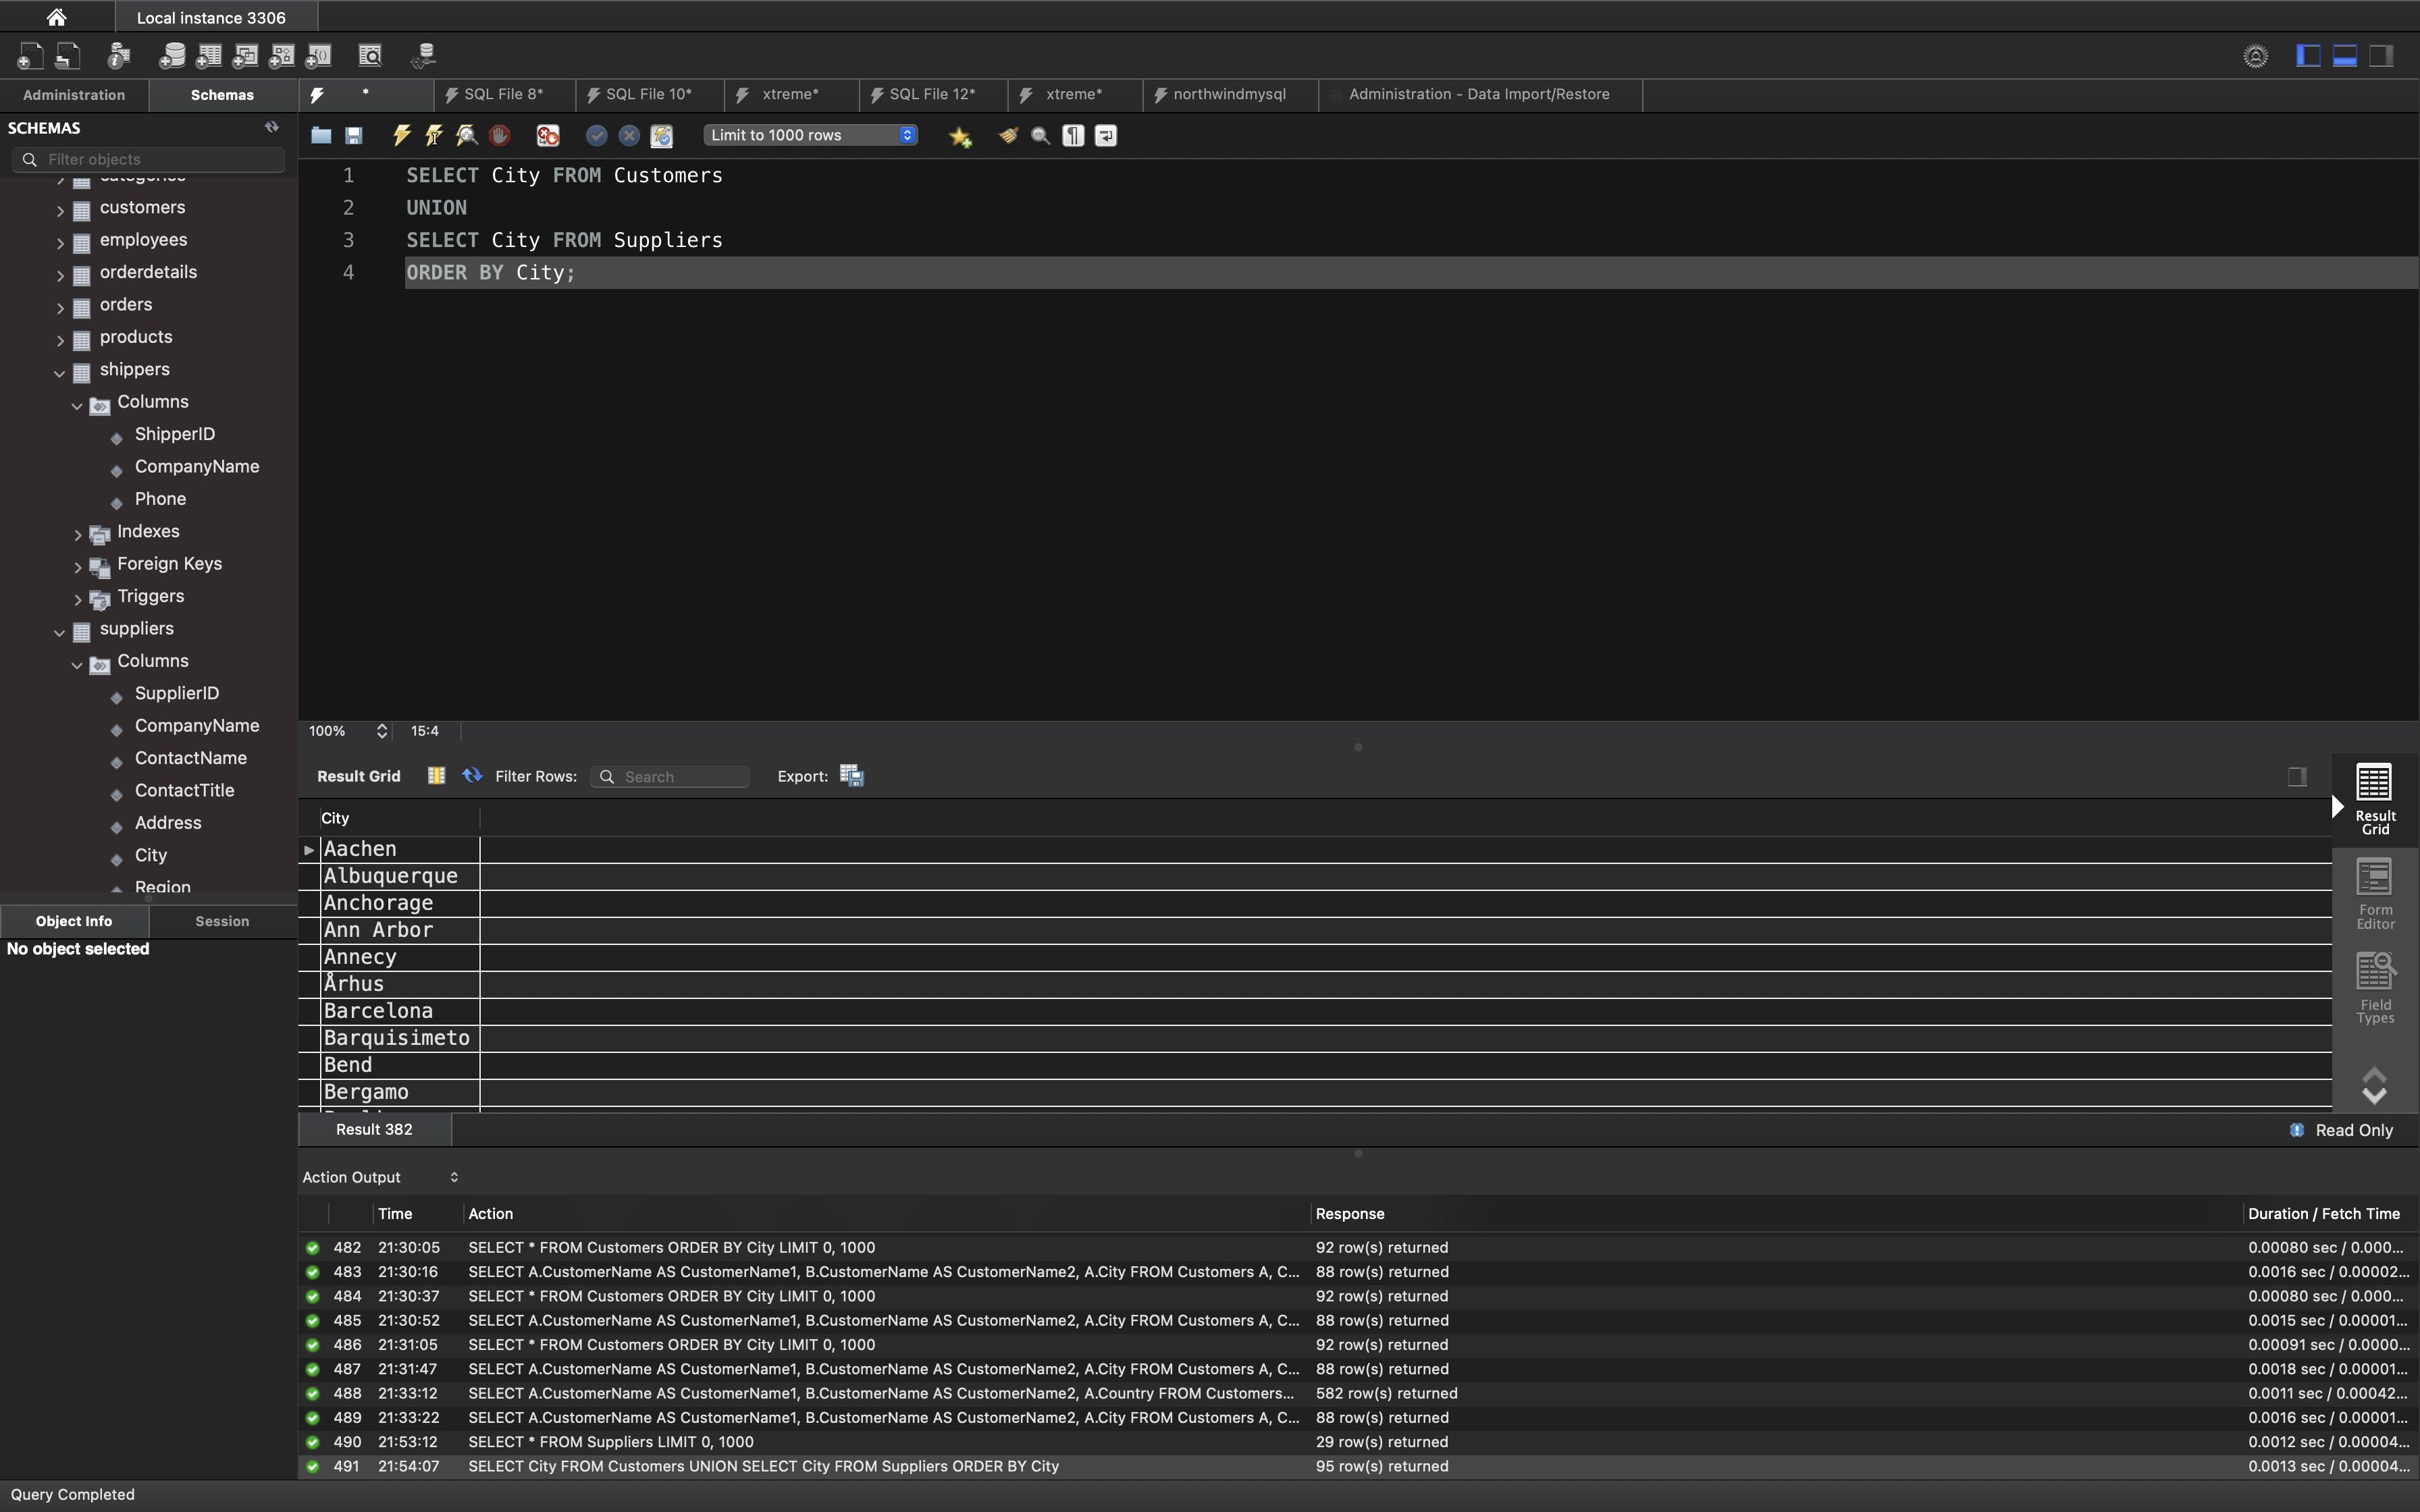 Local instance 3306
Administration
Schemas
*
SQL File 8*
SQL File 10*
xtreme*
SQL File 12*
xtreme*
northwindmysql
Administration - Data Import/Restore
SCHEMAS
Filter objects
categories
customers
employees
orderdetails
orders
products
shippers
Columns
ShipperID
CompanyName
Phone
Indexes
Foreign Keys
Triggers
suppliers
Columns
SupplierID
CompanyName
ContactName
ContactTitle
Address
City
Region
Object Info
Session
No object selected
Limit to 1000 rows
1 SELECT City FROM Customers
2 UNION
3 SELECT City FROM Suppliers
4 ORDER BY City;
100% 15:4
Result Grid
Filter Rows:
Search
Export:
City
Aachen
Albuquerque
Anchorage
Ann Arbor
Annecy
Århus
Barcelona
Barquisimeto
Bend
Bergamo
Result Grid
Form Editor
Field Types
Result 382
Read Only
Action Output
Time Action Response Duration / Fetch Time
482 21:30:05 SELECT * FROM Customers ORDER BY City LIMIT 0, 1000 92 row(s) returned 0.00080 sec / 0.000...
483 21:30:16 SELECT A.CustomerName AS CustomerName1, B.CustomerName AS CustomerName2, A.City FROM Customers A, C... 88 row(s) returned 0.0016 sec / 0.00002...
484 21:30:37 SELECT * FROM Customers ORDER BY City LIMIT 0, 1000 92 row(s) returned 0.00080 sec / 0.000...
485 21:30:52 SELECT A.CustomerName AS CustomerName1, B.CustomerName AS CustomerName2, A.City FROM Customers A, C... 88 row(s) returned 0.0015 sec / 0.00001...
486 21:31:05 SELECT * FROM Customers ORDER BY City LIMIT 0, 1000 92 row(s) returned 0.00091 sec / 0.0000...
487 21:31:47 SELECT A.CustomerName AS CustomerName1, B.CustomerName AS CustomerName2, A.City FROM Customers A, C... 88 row(s) returned 0.0018 sec / 0.00001...
488 21:33:12 SELECT A.CustomerName AS CustomerName1, B.CustomerName AS CustomerName2, A.Country FROM Customers... 582 row(s) returned 0.0011 sec / 0.00042...
489 21:33:22 SELECT A.CustomerName AS CustomerName1, B.CustomerName AS CustomerName2, A.City FROM Customers A, C... 88 row(s) returned 0.0016 sec / 0.00001...
490 21:53:12 SELECT * FROM Suppliers LIMIT 0, 1000 29 row(s) returned 0.0012 sec / 0.00004...
491 21:54:07 SELECT City FROM Customers UNION SELECT City FROM Suppliers ORDER BY City 95 row(s) returned 0.0013 sec / 0.00004...
Query Completed